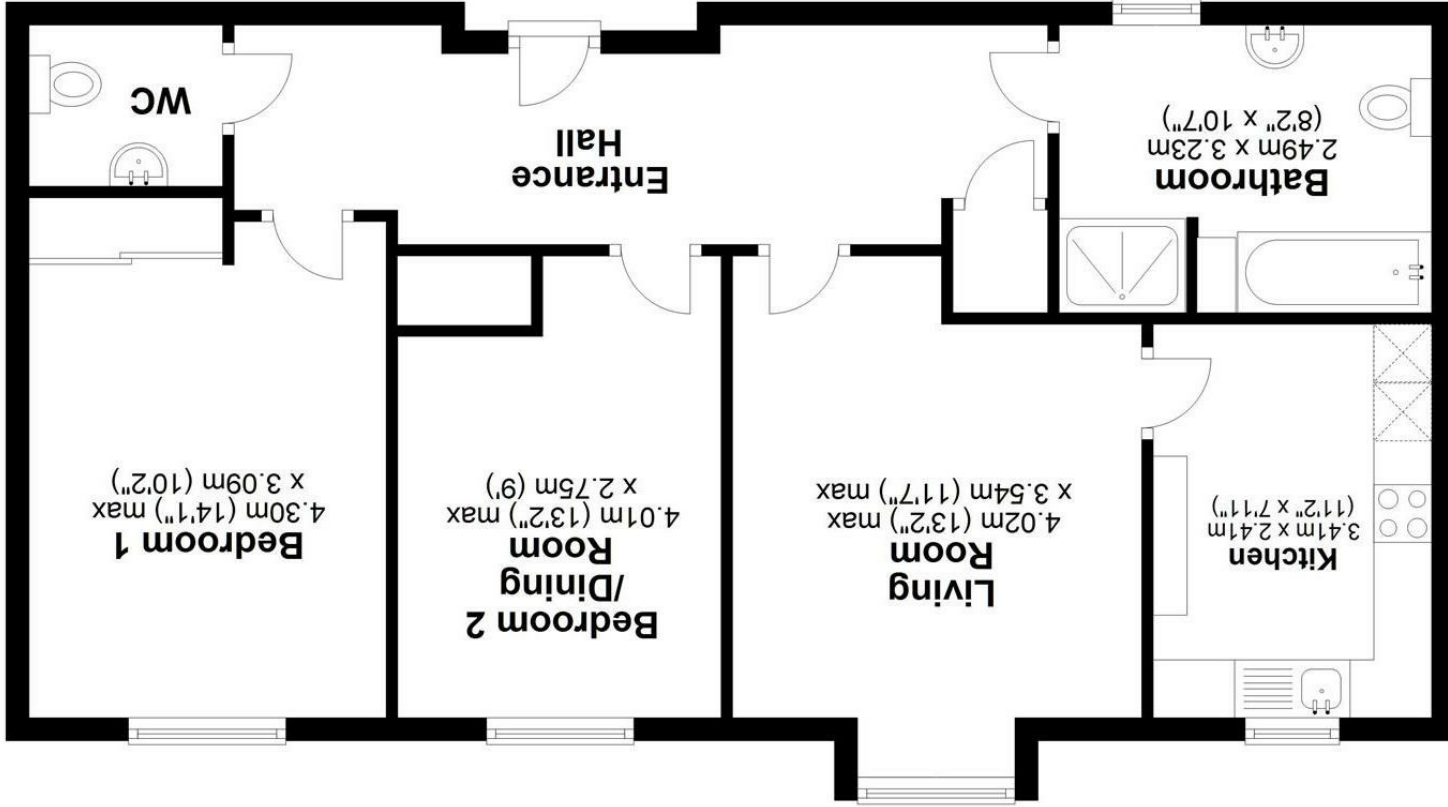 Kitchen
3.41m x 2.41m
(11'2" x 7'11")
Living
Room
4.02m (13'2") max
x 3.54m (11'7") max
Bedroom 2
/Dining
Room
4.01m (13'2") max
x 2.75m (9')
Bedroom 1
4.30m (14'1") max
x 3.09m (10'2")
Bathroom
2.49m x 3.23m
(8'2" x 10'7")
Entrance
Hall
WC